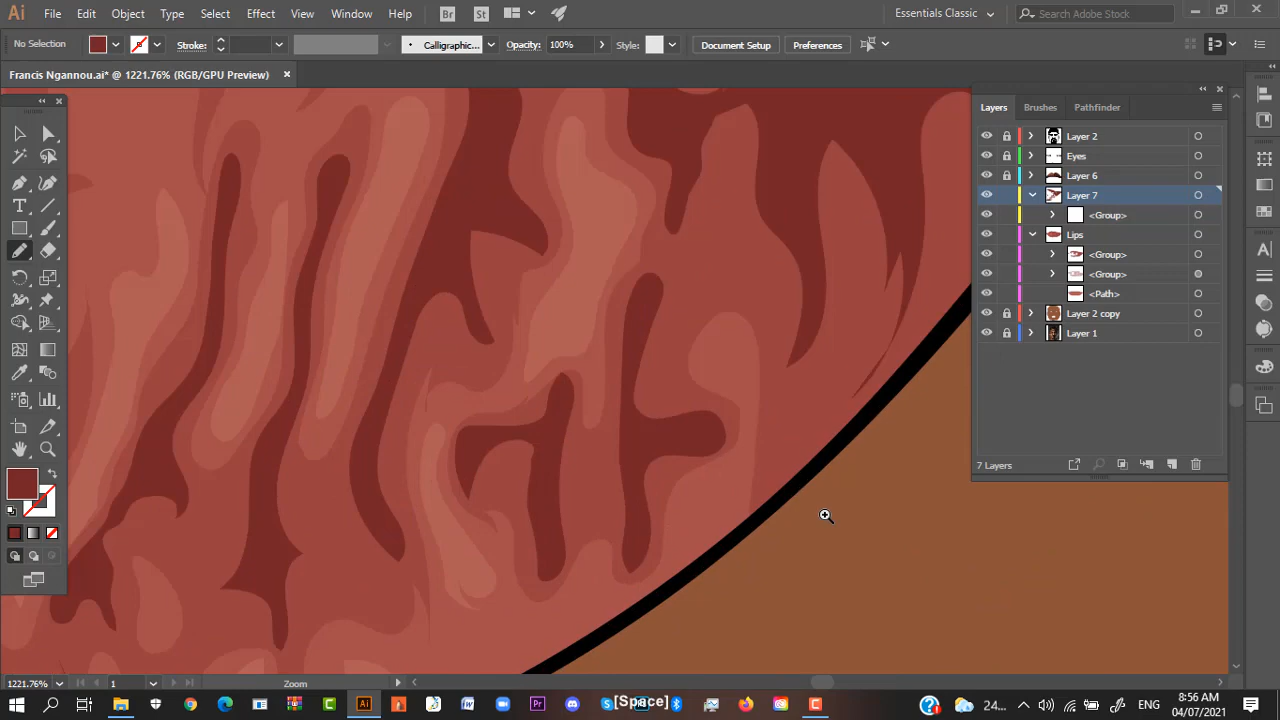 Ai File Edit Object Type Select Effect View Window Help Br St Essentials Classic Search Adobe Stock
No Selection Stroke: Calligraphic... Opacity: 100% Style: Document Setup Preferences
Francis Ngannou.ai* @ 1221.76% (RGB/GPU Preview)
Layers Brushes Pathfinder
Layer 2
Eyes
Layer 6
Layer 7
<Group>
Lips
<Group>
<Group>
<Path>
Layer 2 copy
Layer 1
7 Layers
1221.76% 1 Zoom
[Space]
24... ENG 8:56 AM
04/07/2021